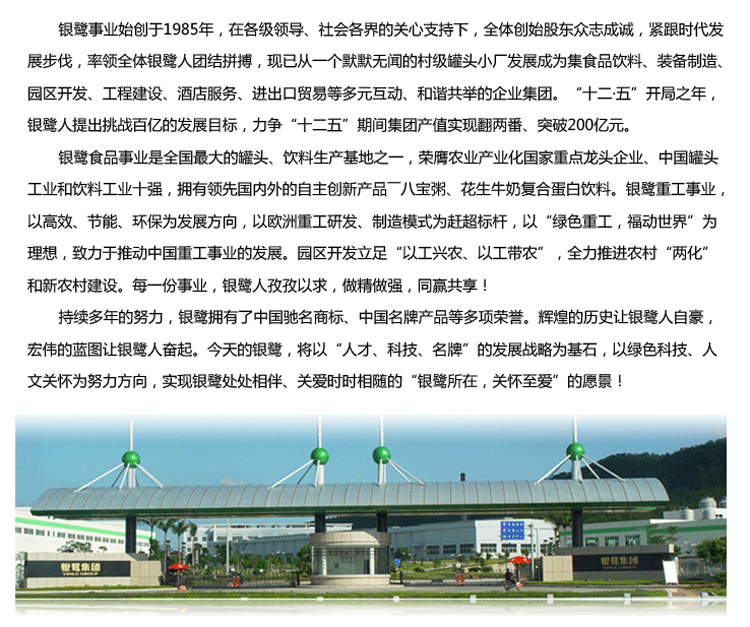 银鹭事业始创于1985年，在各级领导、社会各界的关心支持下，全体创始股东众志成诚，紧跟时代发
展步伐，率领全体银鹭人团结拼搏，现已从一个默默无闻的村级罐头小厂发展成为集食品饮料、装备制造、
园区开发、工程建设、酒店服务、进出口贸易等多元互动、和谐共举的企业集团。“十二·五”开局之年，
银鹭人提出挑战百亿的发展目标，力争“十二五”期间集团产值实现翻两番、突破200亿元。
银鹭食品事业是全国最大的罐头、饮料生产基地之一，荣膺农业产业化国家重点龙头企业、中国罐头
工业和饮料工业十强，拥有领先国内外的自主创新产品―八宝粥、花生牛奶复合蛋白饮料。银鹭重工事业，
以高效、节能、环保为发展方向，以欧洲重工研发、制造模式为赶超标杆，以“绿色重工，福动世界”为
理想，致力于推动中国重工事业的发展。园区开发立足“以工兴农、以工带农”，全力推进农村“两化”
和新农村建设。每一份事业，银鹭人孜孜以求，做精做强，同赢共享！
持续多年的努力，银鹭拥有了中国驰名商标、中国名牌产品等多项荣誉。辉煌的历史让银鹭人自豪，
宏伟的蓝图让银鹭人奋起。今天的银鹭，将以“人才、科技、名牌”的发展战略为基石，以绿色科技、人
文关怀为努力方向，实现银鹭处处相伴、关爱时时相随的“银鹭所在，关怀至爱”的愿景！
银鹭集团
YINLU GROUP
银鹭集团